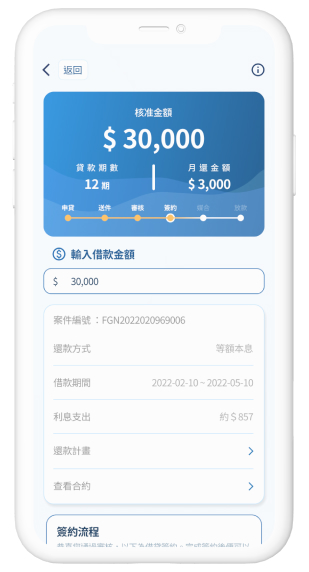 返回
核准金額
$ 30,000
貸款期數 月還金額
12 期 $ 3,000
申貸 送件 審核 簽約 撥款
輸入借款金額
$ 30,000
案件編號：FGN2022020969006
還款方式 等額本息
借款期間 2022-02-10 ~ 2022-05-10
利息支出 約 $ 857
還款計畫
查看合約
簽約流程